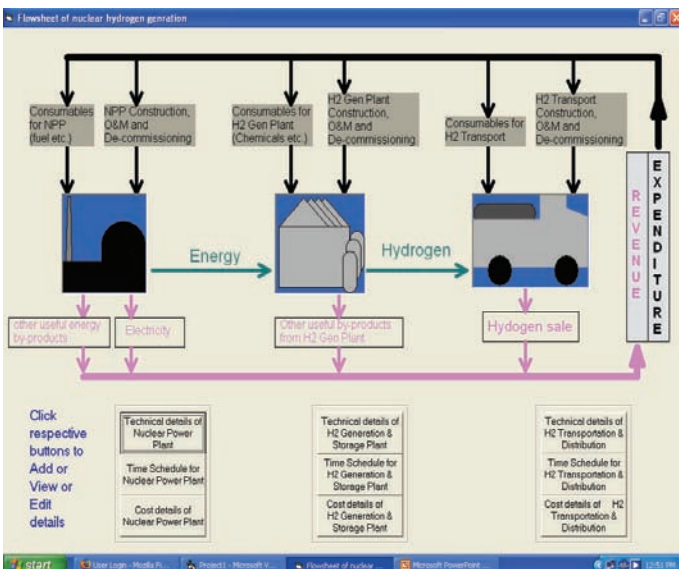 Flowsheet of nuclear hydrogen genration
Consumables
for NPP
(fuel etc.)
NPP Construction,
O&M and
De-commissioning
Consumables for
H2 Gen Plant
(Chemicals etc.)
H2 Gen Plant
Construction,
O&M and
De-commissioning
Consumables for
H2 Transport
H2 Transport
Construction,
O&M and
De-commissioning
REVENUE
EXPENDITURE
Energy
Hydrogen
other useful energy
by-products
Electricity
Other useful by-products
from H2 Gen Plant
Hydogen sale
Click
respective
buttons to
Add or
View or
Edit
details
Technical details of
Nuclear Power
Plant
Time Schedule for
Nuclear Power Plant
Cost details of
Nuclear Power Plant
Technical details of
H2 Generation &
Storage Plant
Time Schedule for
H2 Generation &
Storage Plant
Cost details of
H2 Generation &
Storage Plant
Technical details of
H2 Transportation &
Distribution
Time Schedule for
H2 Transportation &
Distribution
Cost details of H2
Transportation &
Distribution
start
User Login - Mozilla Fi...
Project1 - Microsoft V...
Flowsheet of nuclear ...
Microsoft PowerPoint ...
12:51 PM